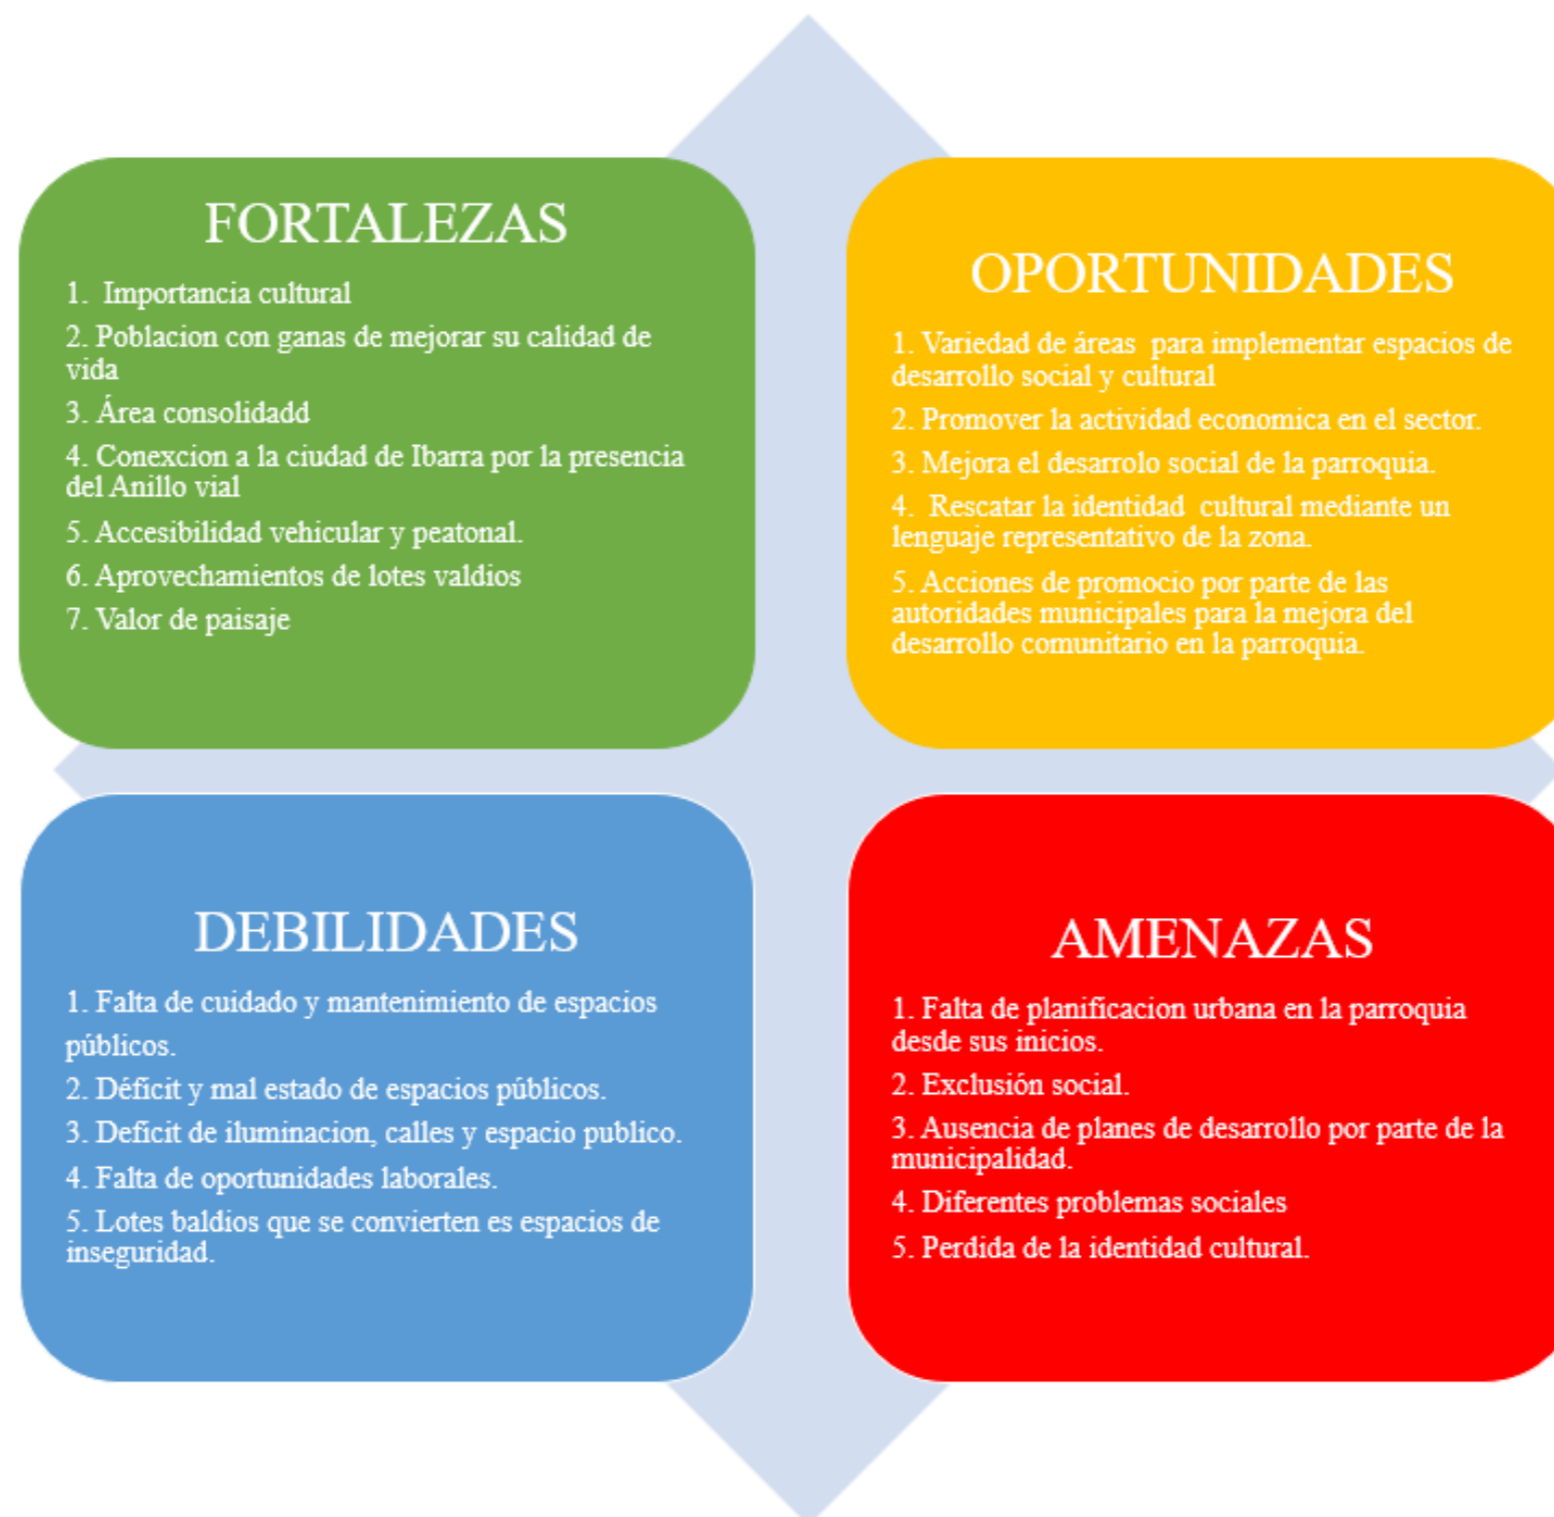 FORTALEZAS
1. Importancia cultural
2. Poblacion con ganas de mejorar su calidad de
vida
3. Área consolidadd
4. Conexcion a la ciudad de Ibarra por la presencia
del Anillo vial
5. Accesibilidad vehicular y peatonal.
6. Aprovechamientos de lotes valdios
7. Valor de paisaje
OPORTUNIDADES
1. Variedad de áreas para implementar espacios de
desarrollo social y cultural
2. Promover la actividad economica en el sector.
3. Mejora el desarrolo social de la parroquia.
4. Rescatar la identidad cultural mediante un
lenguaje representativo de la zona.
5. Acciones de promocio por parte de las
autoridades municipales para la mejora del
desarrollo comunitario en la parroquia.
DEBILIDADES
1. Falta de cuidado y mantenimiento de espacios
públicos.
2. Déficit y mal estado de espacios públicos.
3. Deficit de iluminacion, calles y espacio publico.
4. Falta de oportunidades laborales.
5. Lotes baldios que se convierten es espacios de
inseguridad.
AMENAZAS
1. Falta de planificacion urbana en la parroquia
desde sus inicios.
2. Exclusión social.
3. Ausencia de planes de desarrollo por parte de la
municipalidad.
4. Diferentes problemas sociales
5. Perdida de la identidad cultural.